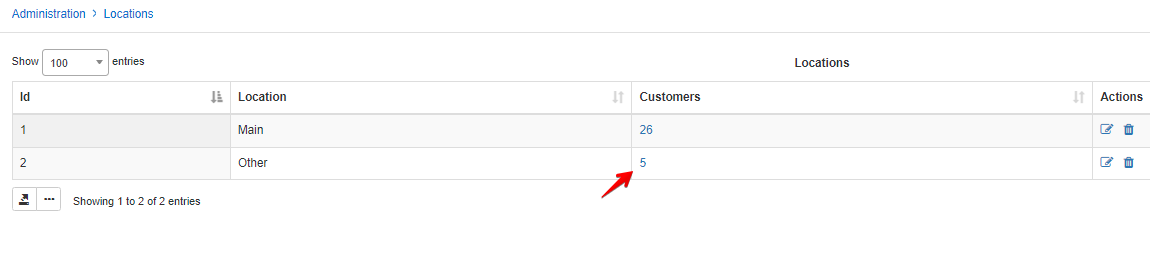 Administration > Locations
Show 100 entries
Locations
Id Location Customers Actions
1 Main 26
2 Other 5
Showing 1 to 2 of 2 entries